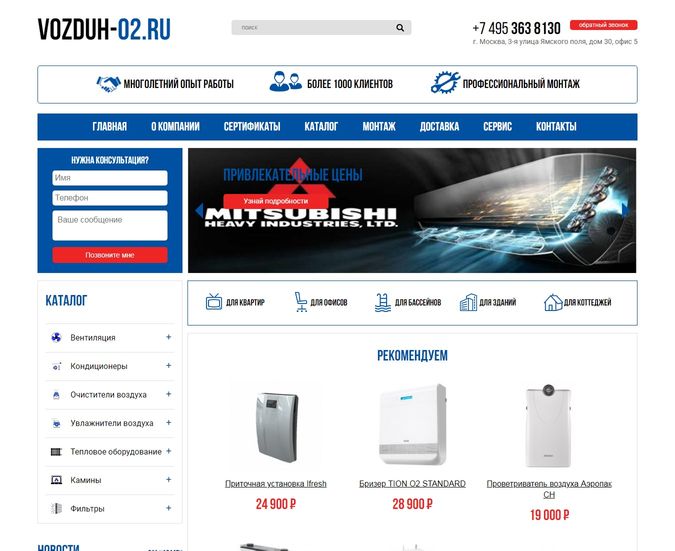 VOZDUH-O2.RU
поиск
+7 495 363 8130
обратный звонок
г. Москва, 3-я улица Ямского поля, дом 30, офис 5
МНОГОЛЕТНИЙ ОПЫТ РАБОТЫ
БОЛЕЕ 1000 КЛИЕНТОВ
ПРОФЕССИОНАЛЬНЫЙ МОНТАЖ
ГЛАВНАЯ О КОМПАНИИ СЕРТИФИКАТЫ КАТАЛОГ МОНТАЖ ДОСТАВКА СЕРВИС КОНТАКТЫ
НУЖНА КОНСУЛЬТАЦИЯ?
Имя
Телефон
Ваше сообщение
Позвоните мне
ПРИВЛЕКАТЕЛЬНЫЕ ЦЕНЫ
Узнай подробности
MITSUBISHI
HEAVY INDUSTRIES, LTD.
КАТАЛОГ
Вентиляция +
Кондиционеры +
Очистители воздуха +
Увлажнители воздуха +
Тепловое оборудование +
Камины +
Фильтры +
ДЛЯ КВАРТИР
ДЛЯ ОФИСОВ
ДЛЯ БАССЕЙНОВ
ДЛЯ ЗДАНИЙ
ДЛЯ КОТТЕДЖЕЙ
РЕКОМЕНДУЕМ
Приточная установка Ifresh
24 900 ₽
Бризер TION O2 STANDARD
28 900 ₽
Проветриватель воздуха Аэропак
СН
19 000 ₽
НОВОСТИ